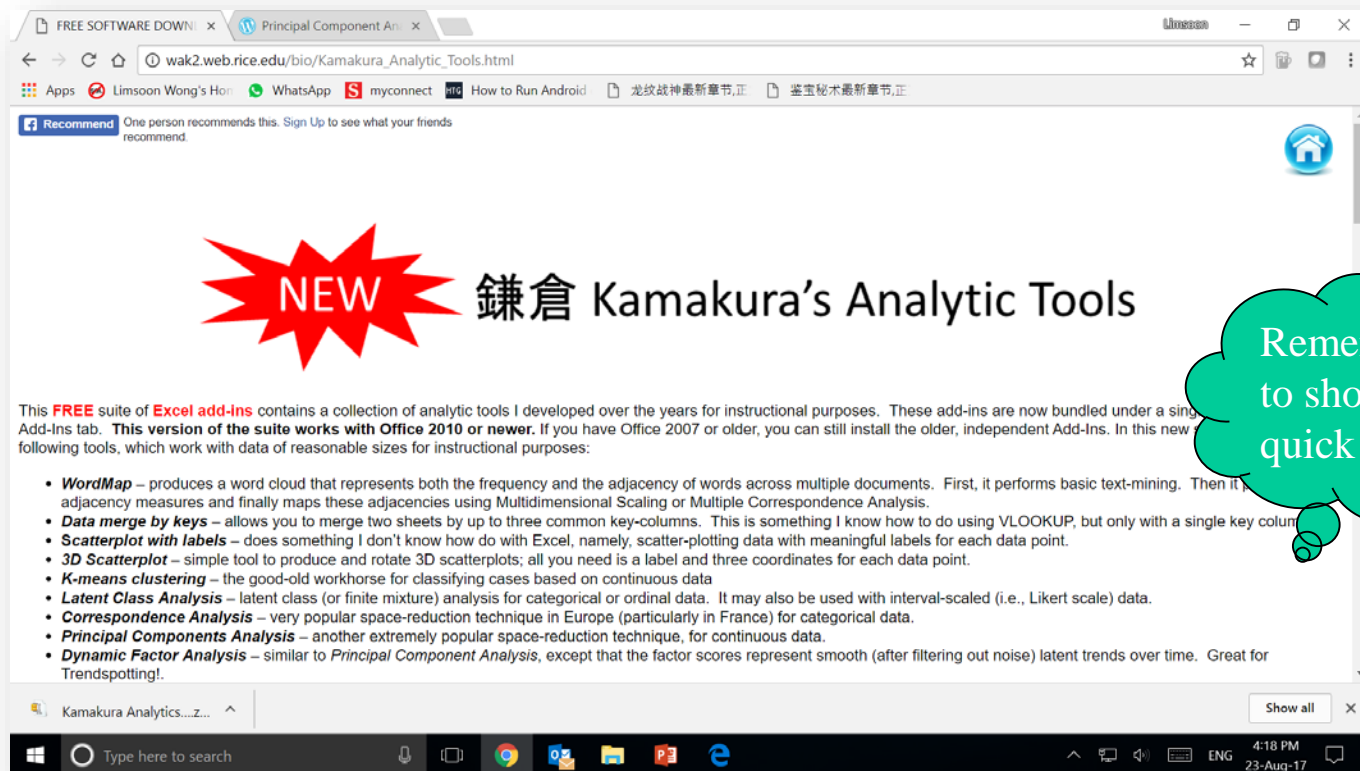 FREE SOFTWARE DOWN
Principal Component An
Limsoon
wak2.web.rice.edu/bio/Kamakura_Analytic_Tools.html
Apps
Limsoon Wong's Hon
WhatsApp
S myconnect
HTG How to Run Android
龙纹战神最新章节,正
鉴宝秘术最新章节,正
Recommend One person recommends this. Sign Up to see what your friends
recommend.
NEW 鎌倉 Kamakura's Analytic Tools
Reme
to sho
quick
This FREE suite of Excel add-ins contains a collection of analytic tools I developed over the years for instructional purposes. These add-ins are now bundled under a sing
Add-Ins tab. This version of the suite works with Office 2010 or newer. If you have Office 2007 or older, you can still install the older, independent Add-Ins. In this new
following tools, which work with data of reasonable sizes for instructional purposes:
• WordMap – produces a word cloud that represents both the frequency and the adjacency of words across multiple documents. First, it performs basic text-mining. Then it p
adjacency measures and finally maps these adjacencies using Multidimensional Scaling or Multiple Correspondence Analysis.
• Data merge by keys – allows you to merge two sheets by up to three common key-columns. This is something I know how to do using VLOOKUP, but only with a single key colum
• Scatterplot with labels – does something I don't know how do with Excel, namely, scatter-plotting data with meaningful labels for each data point.
• 3D Scatterplot – simple tool to produce and rotate 3D scatterplots; all you need is a label and three coordinates for each data point.
• K-means clustering – the good-old workhorse for classifying cases based on continuous data
• Latent Class Analysis – latent class (or finite mixture) analysis for categorical or ordinal data. It may also be used with interval-scaled (i.e., Likert scale) data.
• Correspondence Analysis – very popular space-reduction technique in Europe (particularly in France) for categorical data.
• Principal Components Analysis – another extremely popular space-reduction technique, for continuous data.
• Dynamic Factor Analysis – similar to Principal Component Analysis, except that the factor scores represent smooth (after filtering out noise) latent trends over time. Great for
Trendspotting!.
Kamakura Analytics....z...
Show all
Type here to search
ENG
4:18 PM
23-Aug-17